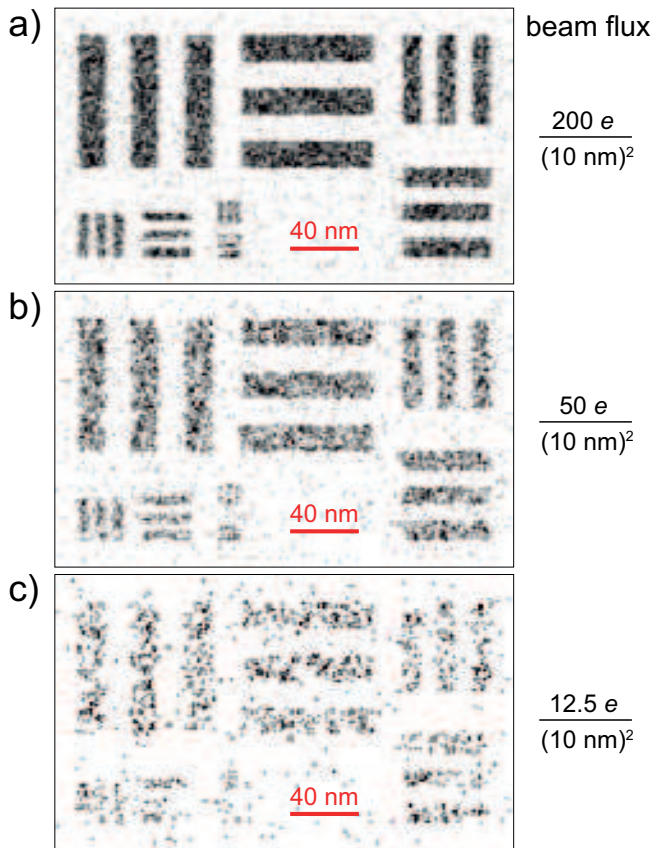 a)
beam flux
200 e
(10 nm)²
40 nm
b)
50 e
(10 nm)²
40 nm
c)
12.5 e
(10 nm)²
40 nm